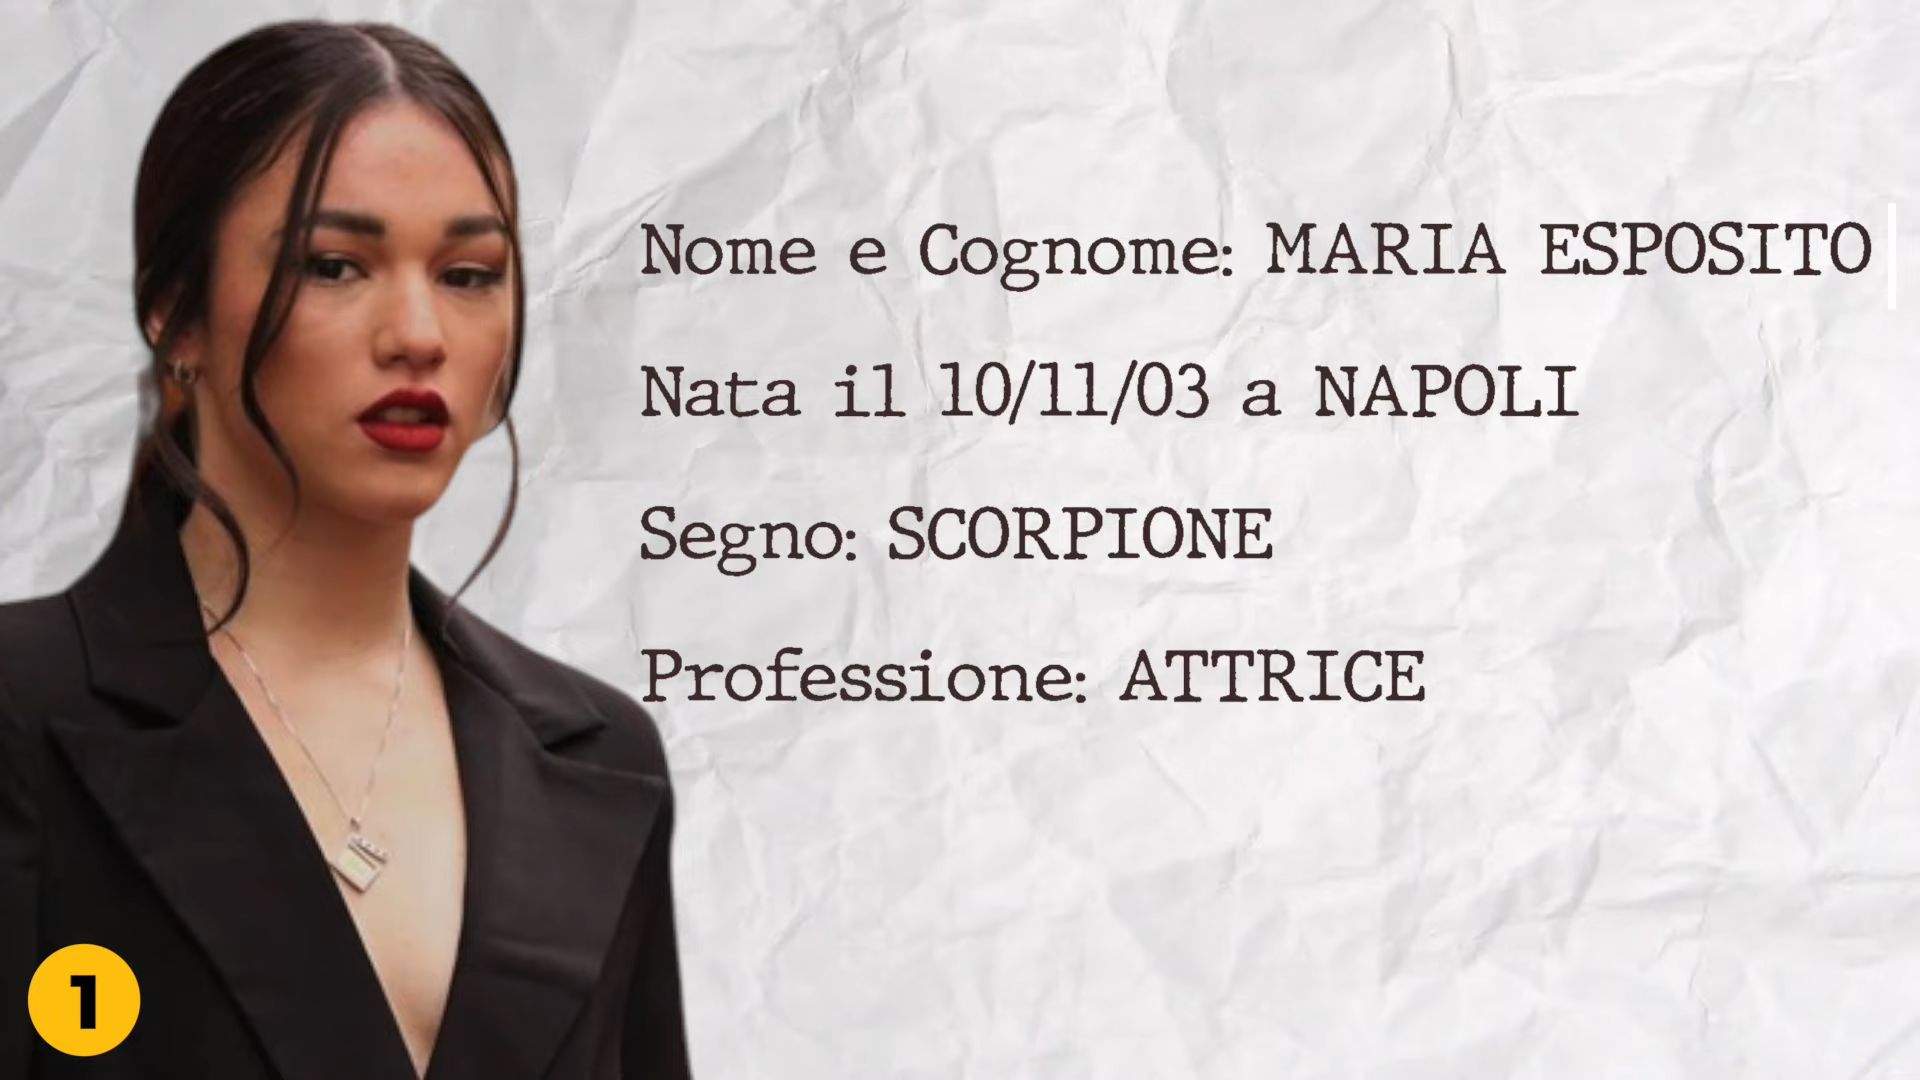 Nome e Cognome: MARIA ESPOSITO
Nata il 10/11/03 a NAPOLI
Segno: SCORPIONE
Professione: ATTRICE
1